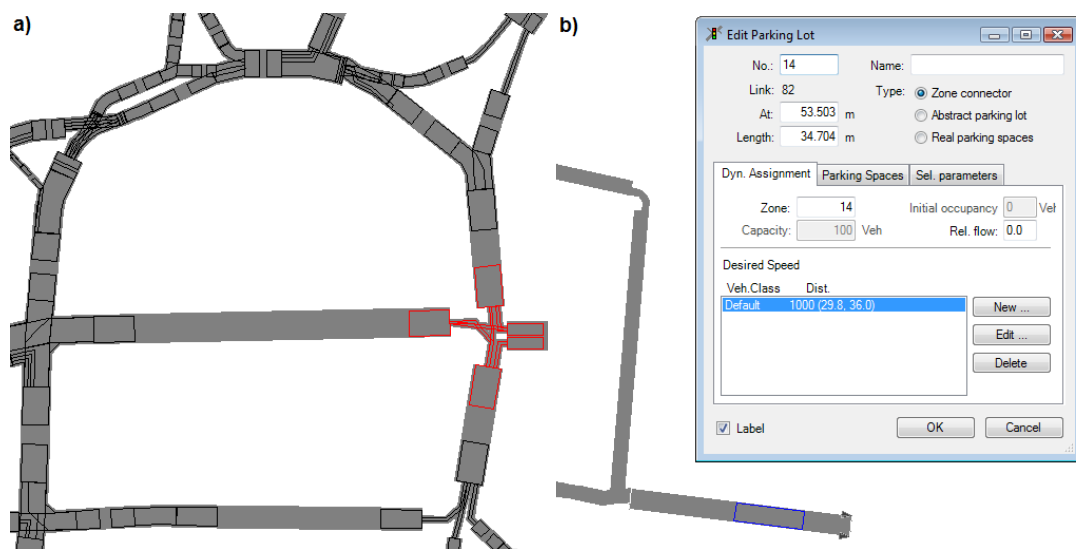 a)
b)
Edit Parking Lot
No.: 14 Name:
Link: 82 Type: Zone connector
At: 53.503 m Abstract parking lot
Length: 34.704 m Real parking spaces
Dyn. Assignment Parking Spaces Sel. parameters
Zone: 14 Initial occupancy 0 Veh
Capacity: 100 Veh Rel. flow: 0.0
Desired Speed
Veh.Class Dist.
Default 1000 (29.8, 36.0)
New ...
Edit ...
Delete
Label OK Cancel